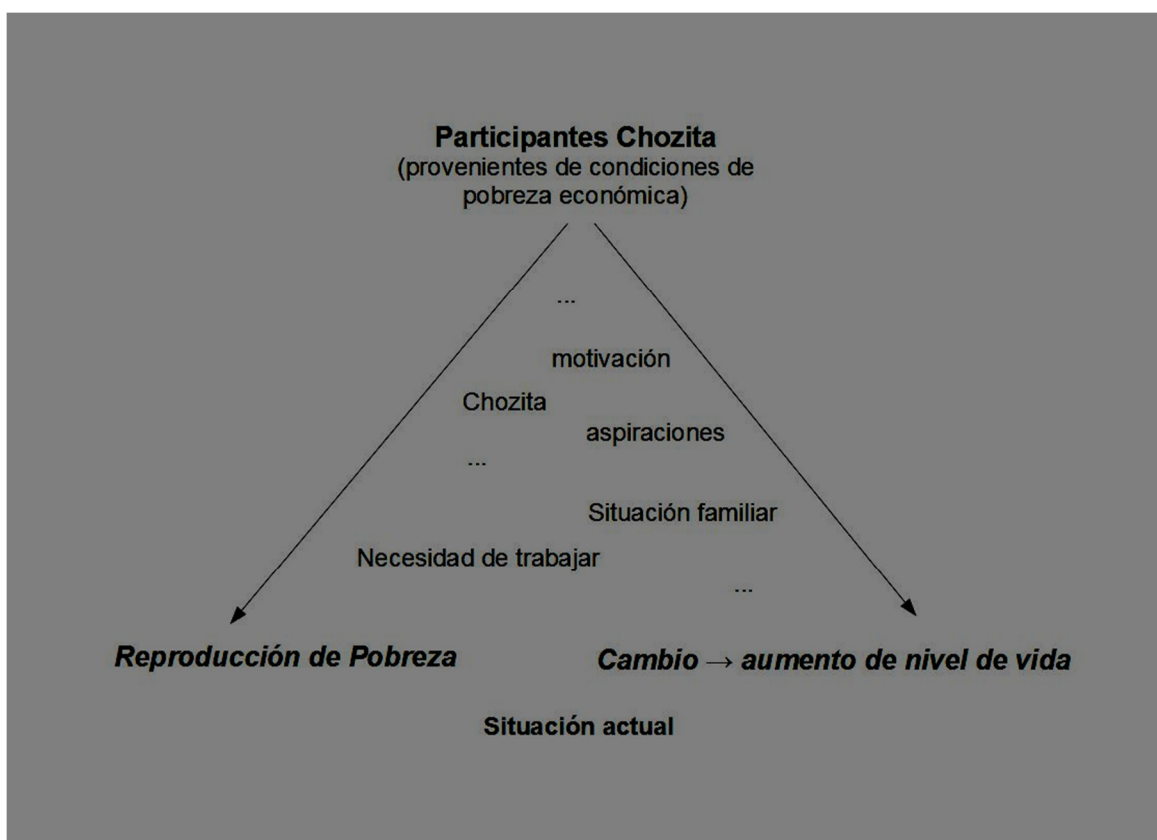 Participantes Chozita
(provenientes de condiciones de
pobreza económica)
...
motivación
Chozita
aspiraciones
...
Situación familiar
Necesidad de trabajar
...
Reproducción de Pobreza
Cambio → aumento de nivel de vida
Situación actual